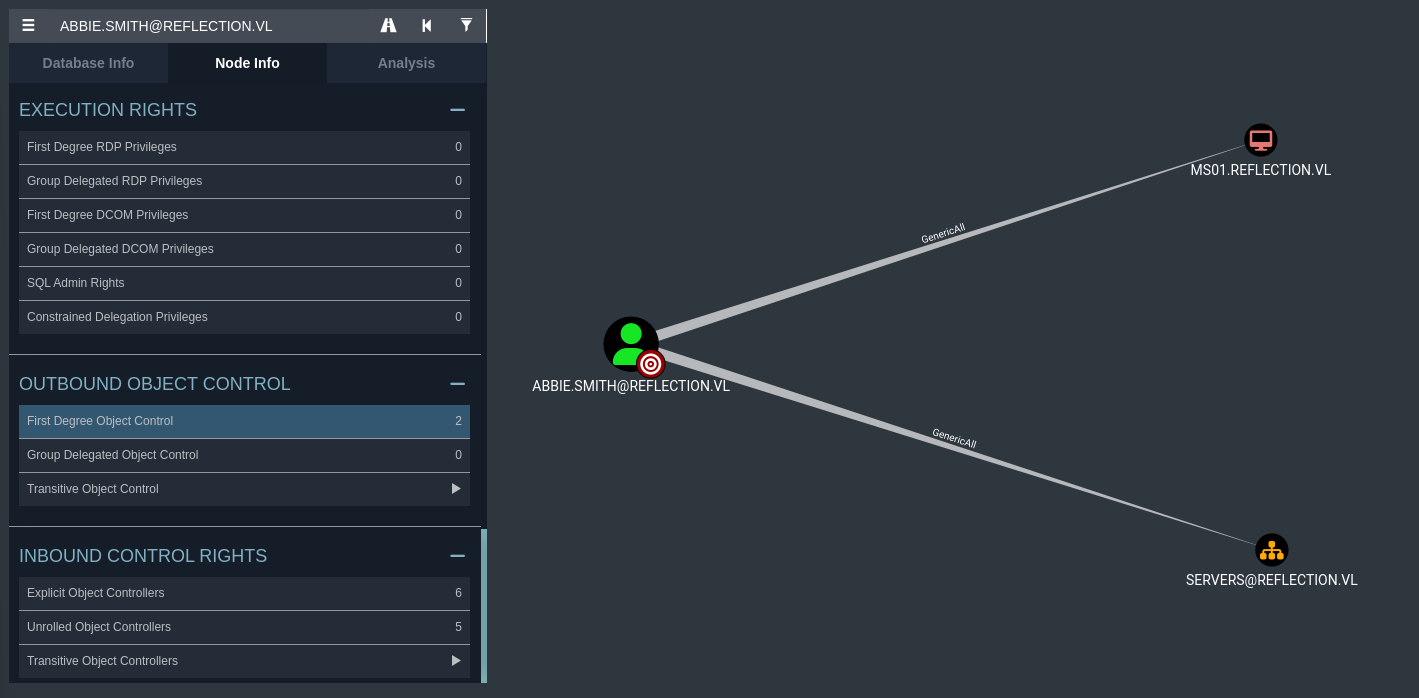 ABBIE.SMITH@REFLECTION.VL
Database Info
Node Info
Analysis
EXECUTION RIGHTS
First Degree RDP Privileges 0
Group Delegated RDP Privileges 0
First Degree DCOM Privileges 0
Group Delegated DCOM Privileges 0
SQL Admin Rights 0
Constrained Delegation Privileges 0
OUTBOUND OBJECT CONTROL
First Degree Object Control 2
Group Delegated Object Control 0
Transitive Object Control
INBOUND CONTROL RIGHTS
Explicit Object Controllers 6
Unrolled Object Controllers 5
Transitive Object Controllers
MS01.REFLECTION.VL
GenericAll
ABBIE.SMITH@REFLECTION.VL
GenericAll
SERVERS@REFLECTION.VL